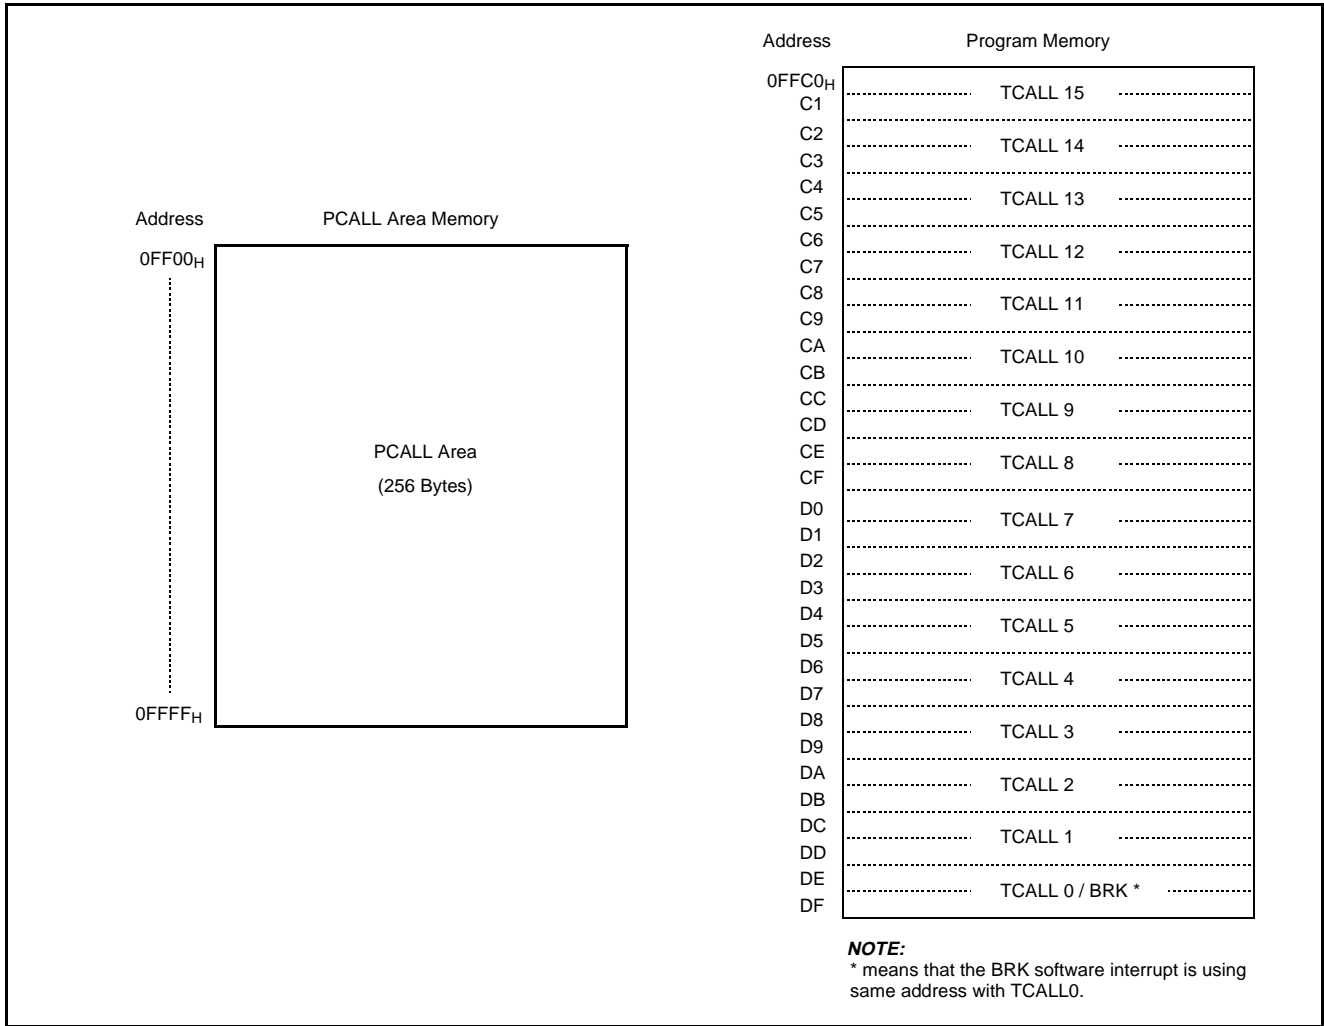 Address PCALL Area Memory
0FF00H
PCALL Area
(256 Bytes)
0FFFFH
Address Program Memory
0FFC0H
C1
TCALL 15
C2
C3
TCALL 14
C4
C5
TCALL 13
C6
C7
TCALL 12
C8
C9
TCALL 11
CA
CB
TCALL 10
CC
CD
TCALL 9
CE
CF
TCALL 8
D0
D1
TCALL 7
D2
D3
TCALL 6
D4
D5
TCALL 5
D6
D7
TCALL 4
D8
D9
TCALL 3
DA
DB
TCALL 2
DC
DD
TCALL 1
DE
DF
TCALL 0 / BRK *
NOTE:
* means that the BRK software interrupt is using
same address with TCALL0.